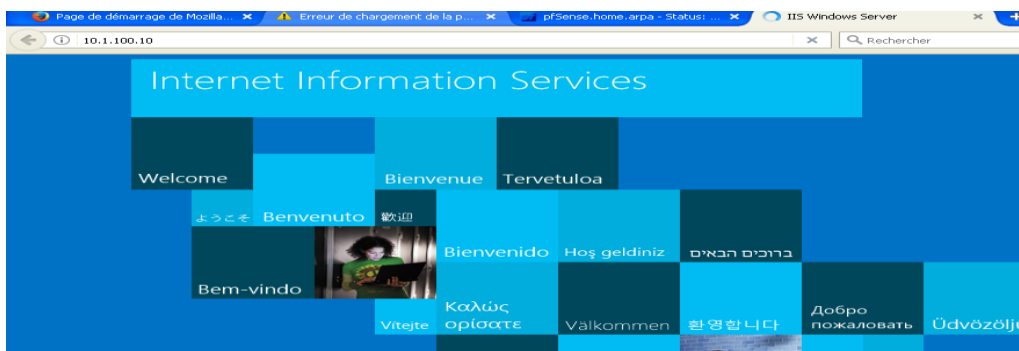 Page de démarrage de Mozilla...
Erreur de chargement de la p...
pfSense.home.arpa - Status: ...
IIS Windows Server
10.1.100.10
Rechercher
Internet Information Services
Welcome
Bienvenue
Tervetuloa
ようこそ
Benvenuto
歡迎
Bienvenido
Hoş geldiniz
ברוכים הבאים
Bem-vindo
Vítejte
Καλώς
ορίσατε
Välkommen
환영합니다
Добро
пожаловать
Üdvözölj